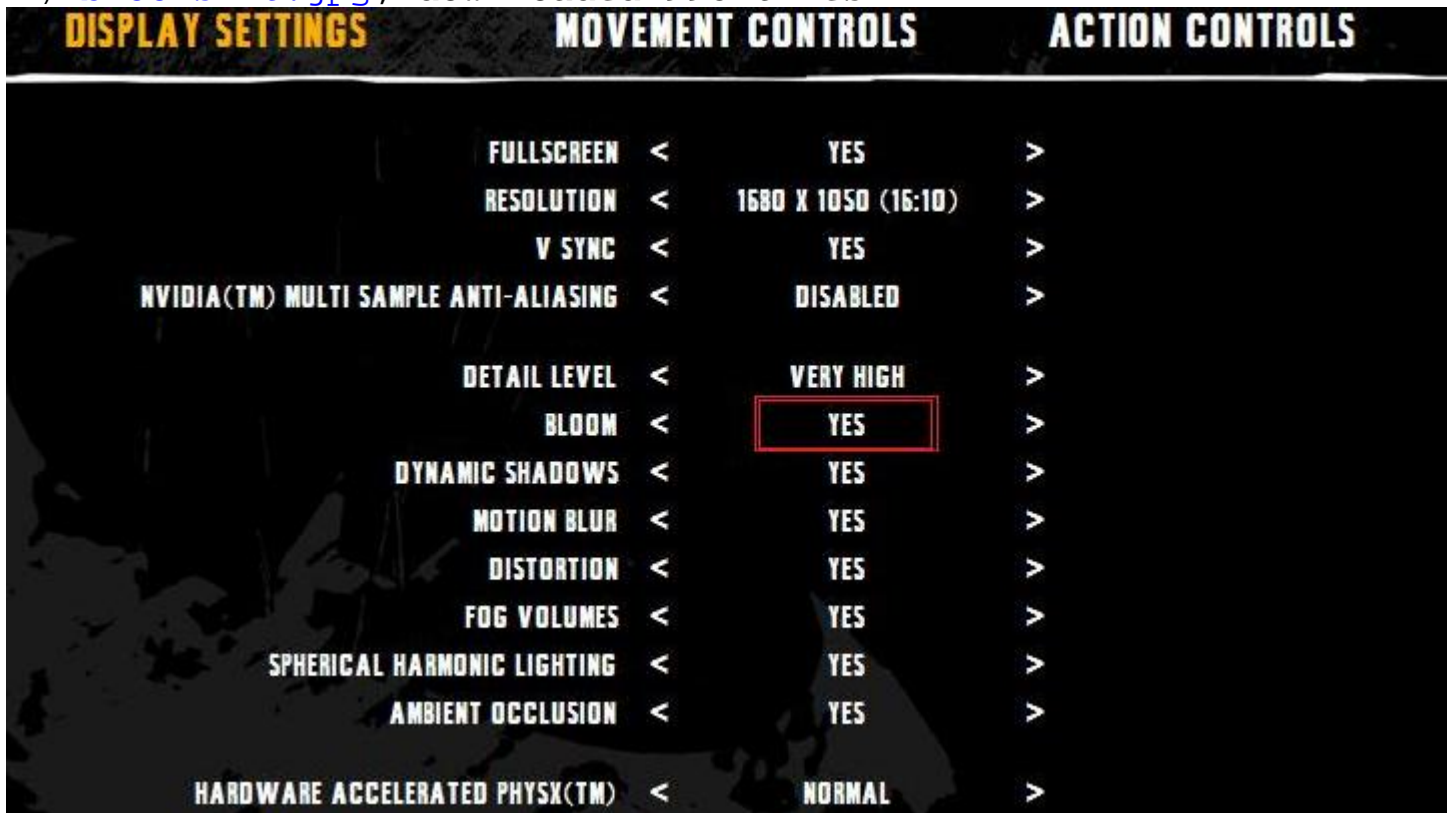 DISPLAY SETTINGS MOVEMENT CONTROLS ACTION CONTROLS
FULLSCREEN < YES >
RESOLUTION < 1680 X 1050 (16:10) >
V SYNC < YES >
NVIDIA(TM) MULTI SAMPLE ANTI-ALIASING < DISABLED >
DETAIL LEVEL < VERY HIGH >
BLOOM < YES >
DYNAMIC SHADOWS < YES >
MOTION BLUR < YES >
DISTORTION < YES >
FOG VOLUMES < YES >
SPHERICAL HARMONIC LIGHTING < YES >
AMBIENT OCCLUSION < YES >
HARDWARE ACCELERATED PHYSX(TM) < NORMAL >